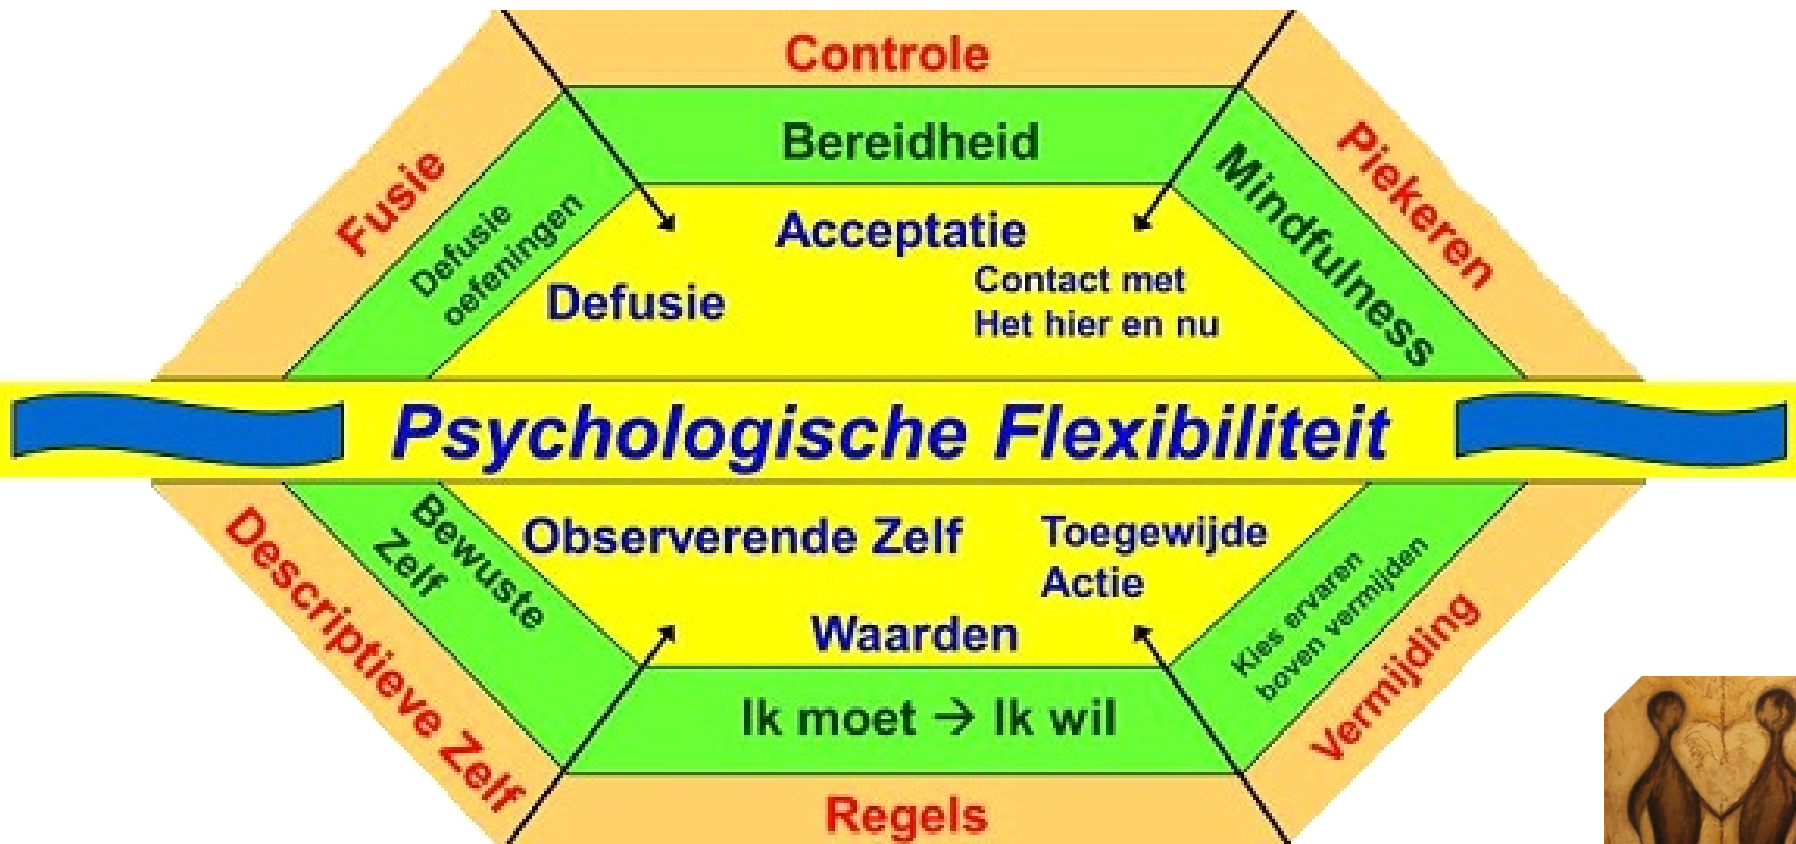 Controle
Bereidheid
Fusie
Defusie
oefeningen
Mindfulness
Piekeren
Acceptatie
Defusie
Contact met
Het hier en nu
Psychologische Flexibiliteit
Descriptieve Zelf
Bewuste
Zelf
Observerende Zelf
Toegewijde
Actie
Waarden
Kies ervaren
boven vermijden
Vermijding
Ik moet → Ik wil
Regels